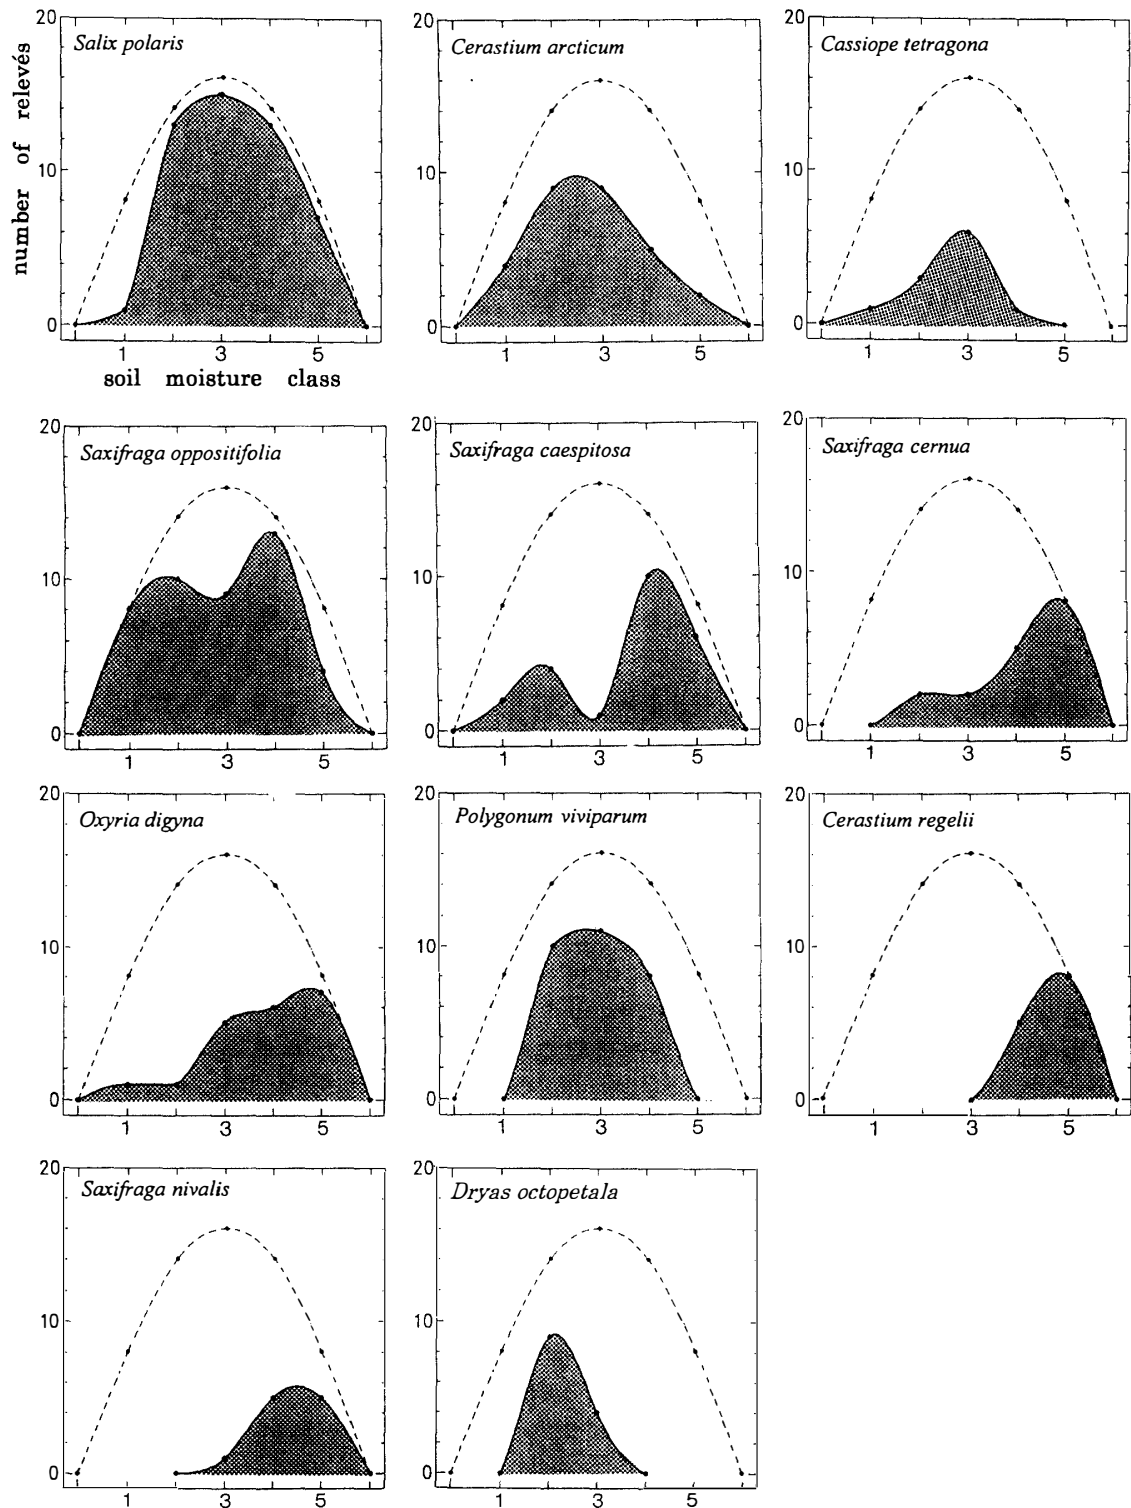 20
Salix polaris
number of relevés
10
0
1 3 5
soil moisture class
20
Cerastium arcticum
10
0
1 3 5
20
Cassiope tetragona
10
0
1 3 5
20
Saxifraga oppositifolia
10
0
1 3 5
20
Saxifraga caespitosa
10
0
1 3 5
20
Saxifraga cernua
10
0
1 3 5
20
Oxyria digyna
10
0
1 3 5
20
Polygonum viviparum
10
0
1 3 5
20
Cerastium regelii
10
0
1 3 5
20
Saxifraga nivalis
10
0
1 3 5
20
Dryas octopetala
10
0
1 3 5